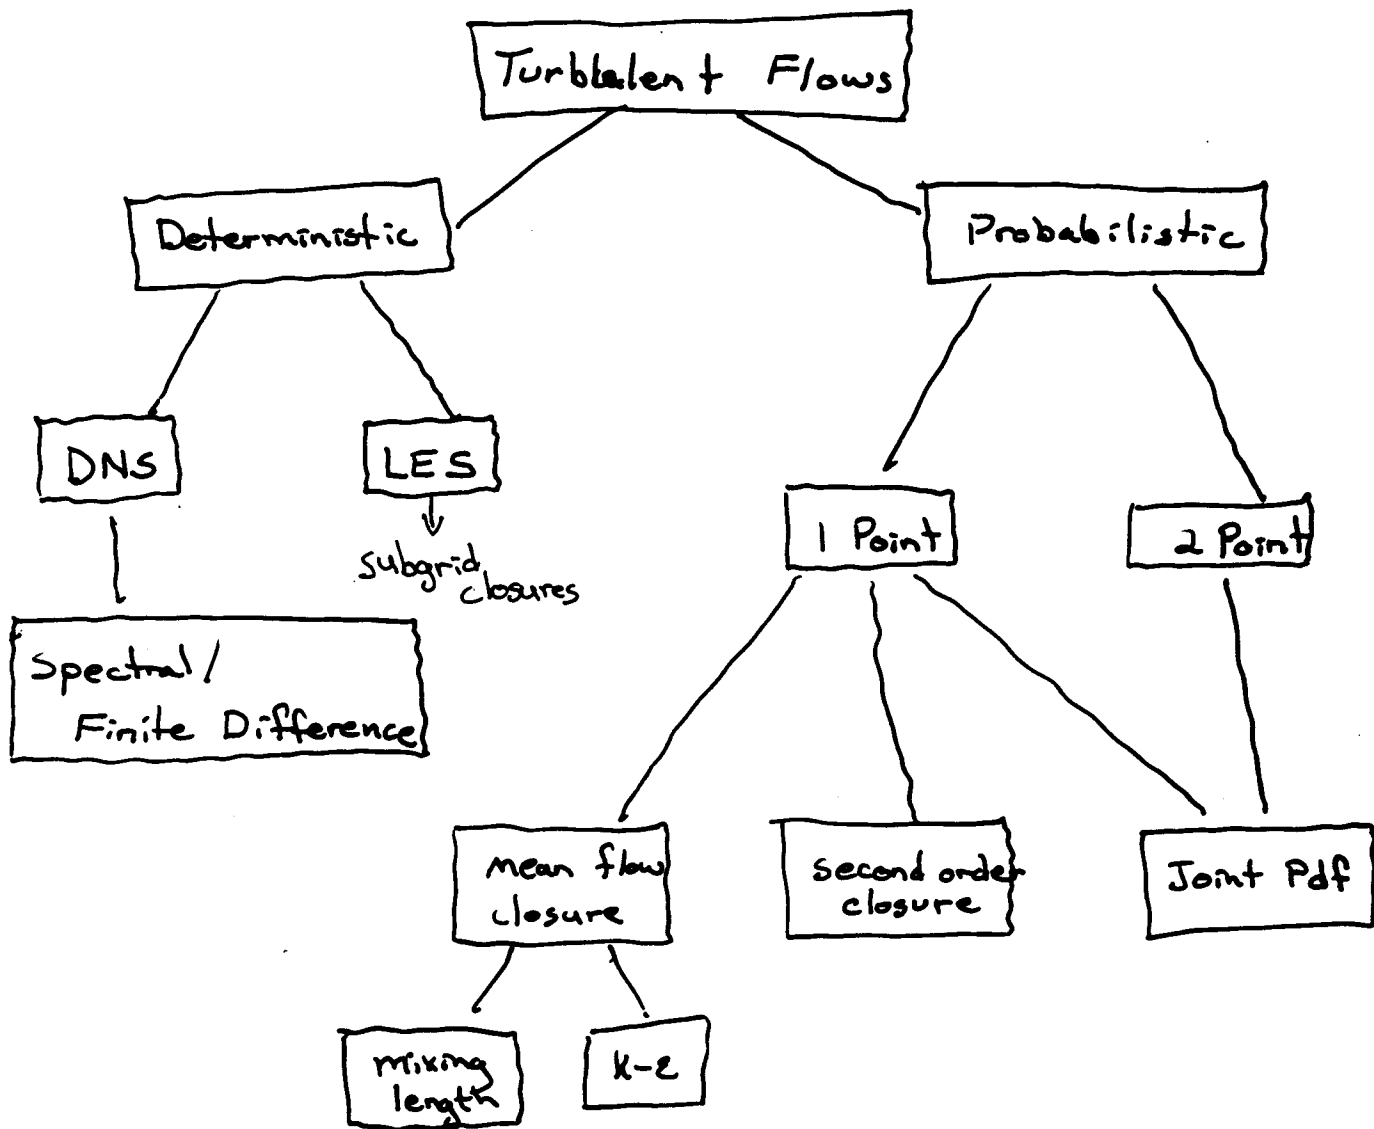 Turbulent Flows
Deterministic
Probabilistic
DNS
LES
1 Point
2 Point
subgrid
closures
Spectral/
Finite Difference
mean flow
closure
second order
closure
Joint Pdf
mixing
length
K-ε